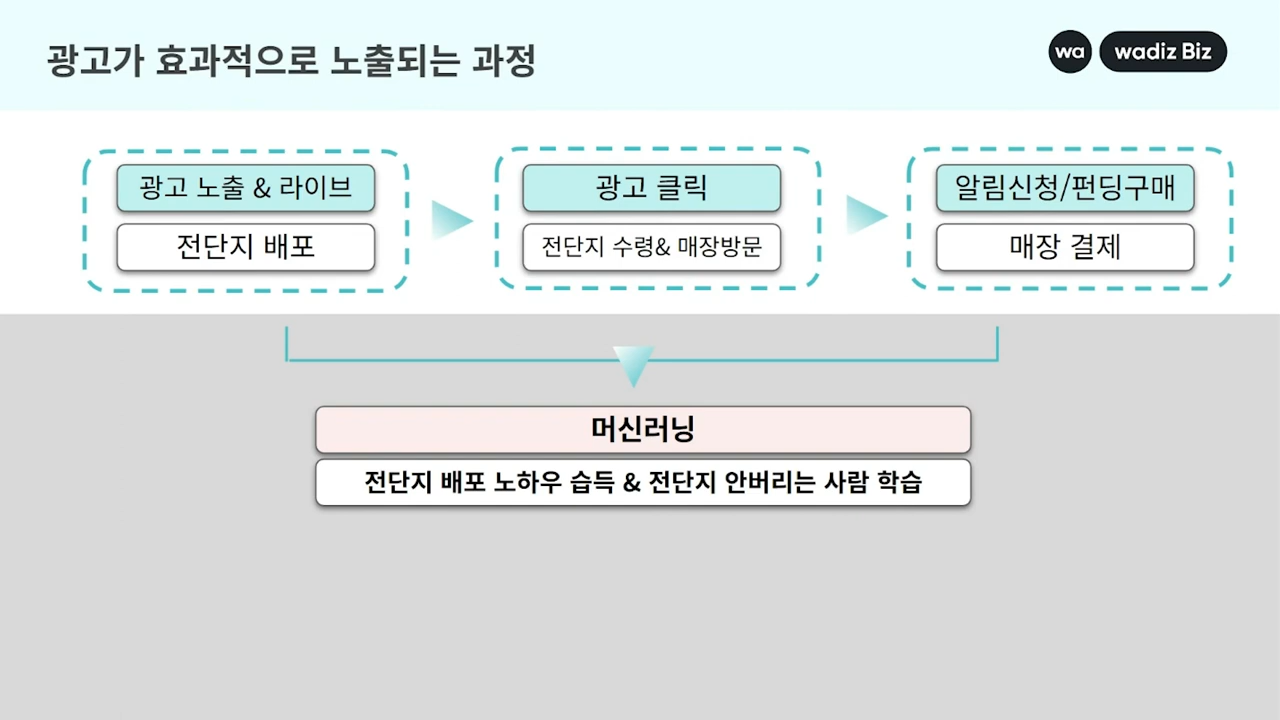 광고가 효과적으로 노출되는 과정
wa wadiz Biz
광고 노출 & 라이브
전단지 배포
광고 클릭
전단지 수령& 매장방문
알림신청/펀딩구매
매장 결제
머신러닝
전단지 배포 노하우 습득 & 전단지 안버리는 사람 학습